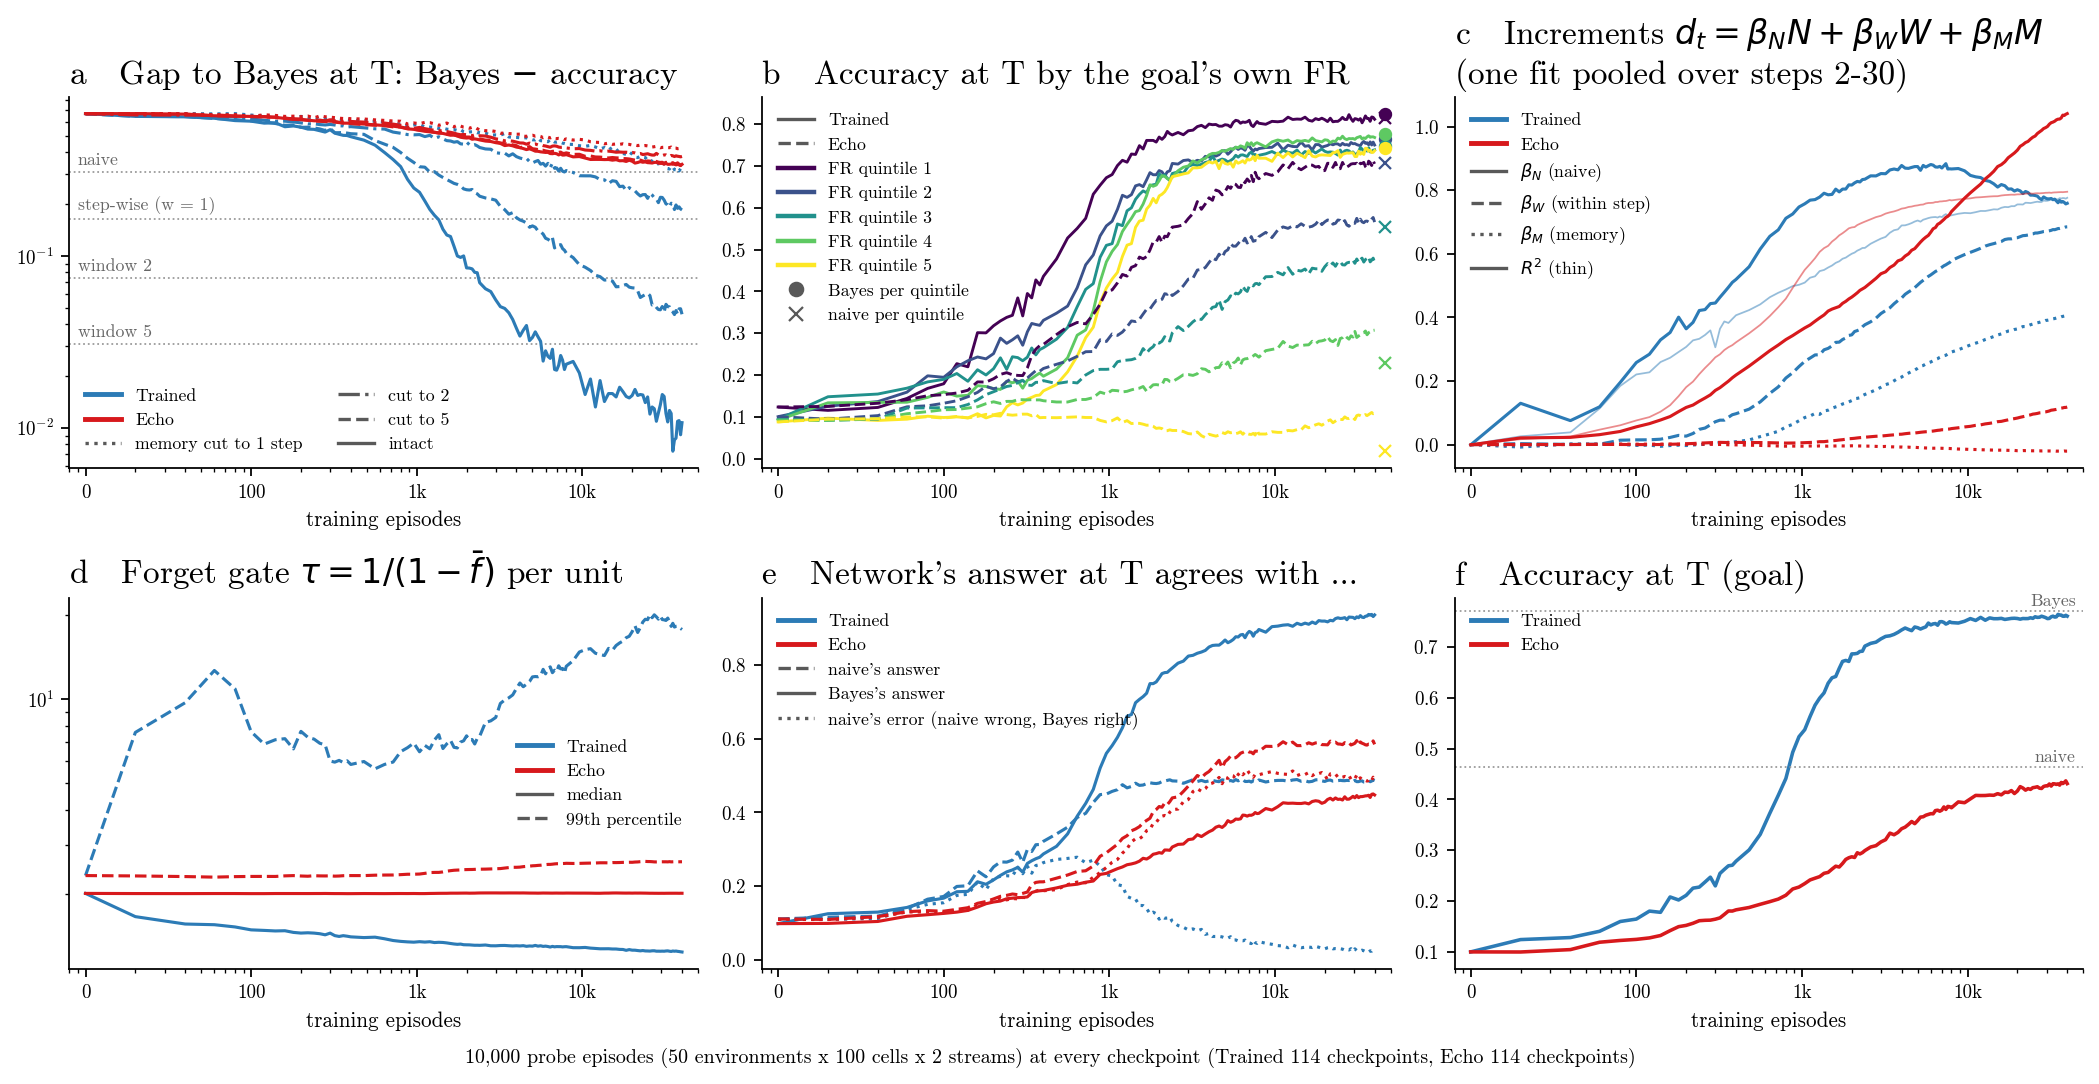 a Gap to Bayes at T: Bayes − accuracy
naive
step-wise (w = 1)
window 2
window 5
10⁻¹
10⁻²
Trained
Echo
memory cut to 1 step
cut to 2
cut to 5
intact
0 100 1k 10k
training episodes
b Accuracy at T by the goal's own FR
0.8
0.7
0.6
0.5
0.4
0.3
0.2
0.1
0.0
Trained
Echo
FR quintile 1
FR quintile 2
FR quintile 3
FR quintile 4
FR quintile 5
Bayes per quintile
naive per quintile
0 100 1k 10k
training episodes
c Increments d_t = β_N N + β_W W + β_M M
(one fit pooled over steps 2-30)
1.0
0.8
0.6
0.4
0.2
0.0
Trained
Echo
β_N (naive)
β_W (within step)
β_M (memory)
R² (thin)
0 100 1k 10k
training episodes
d Forget gate τ = 1/(1 − f̄) per unit
10¹
Trained
Echo
median
99th percentile
0 100 1k 10k
training episodes
e Network's answer at T agrees with ...
0.8
0.6
0.4
0.2
0.0
Trained
Echo
naive's answer
Bayes's answer
naive's error (naive wrong, Bayes right)
0 100 1k 10k
training episodes
f Accuracy at T (goal)
Bayes
naive
0.7
0.6
0.5
0.4
0.3
0.2
0.1
Trained
Echo
0 100 1k 10k
training episodes
10,000 probe episodes (50 environments x 100 cells x 2 streams) at every checkpoint (Trained 114 checkpoints, Echo 114 checkpoints)